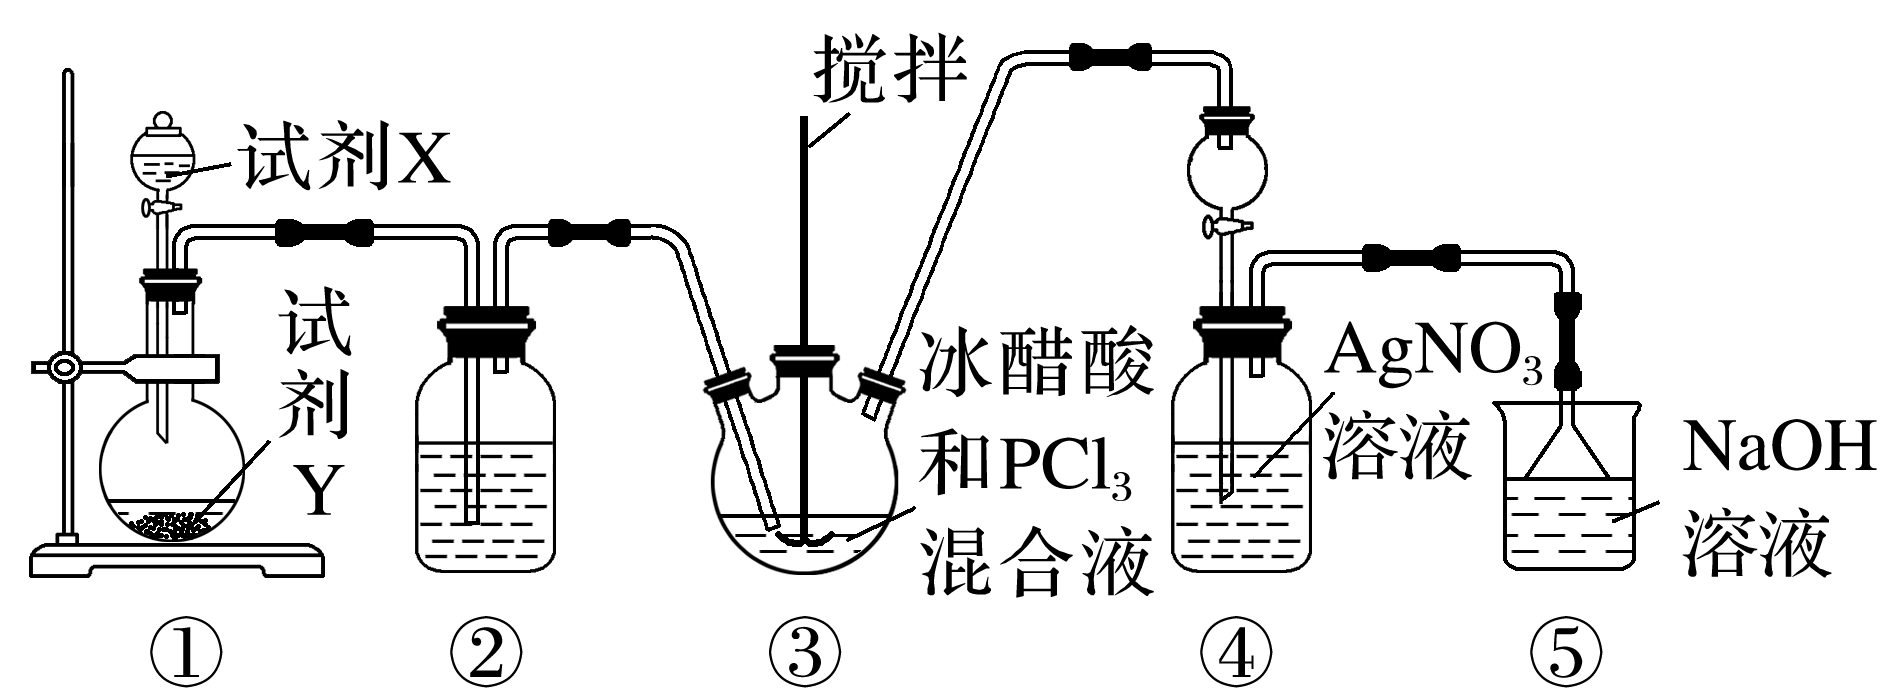 搅拌
试剂X
试
剂
Y
冰醋酸
和PCl₃
混合液
AgNO₃
溶液
NaOH
溶液
① ② ③ ④ ⑤